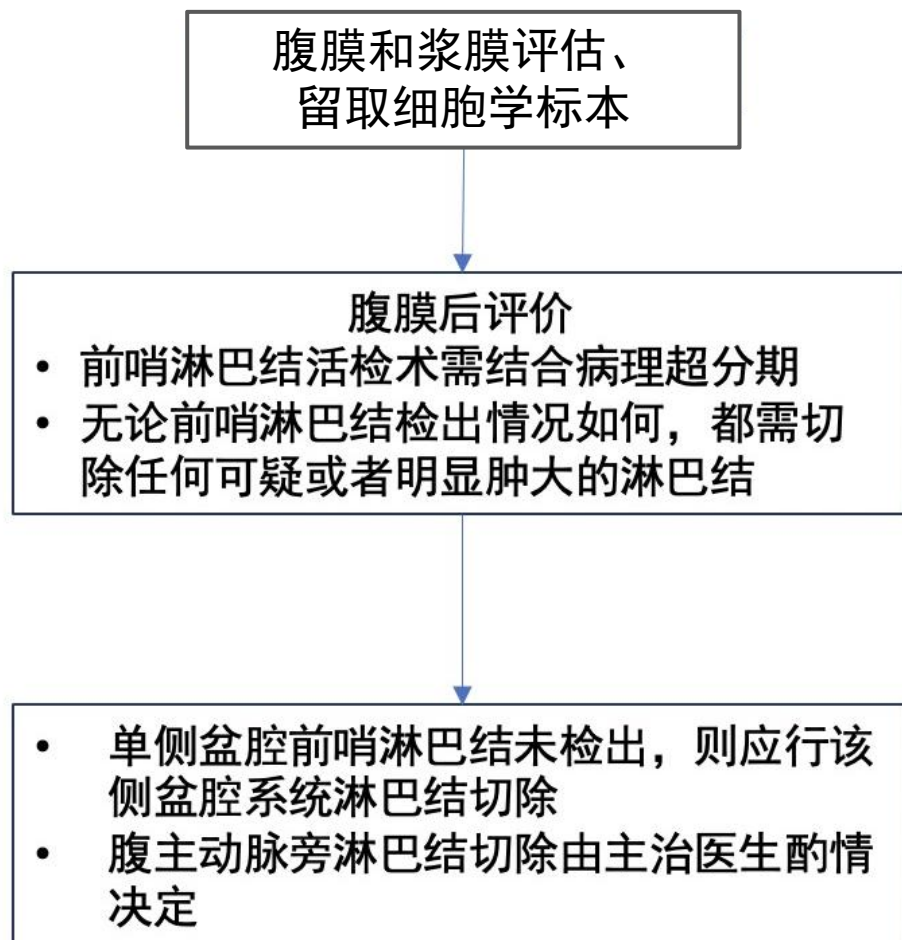 腹膜和浆膜评估、
留取细胞学标本
腹膜后评价
• 前哨淋巴结活检术需结合病理超分期
• 无论前哨淋巴结检出情况如何，都需切
除任何可疑或者明显肿大的淋巴结
• 单侧盆腔前哨淋巴结未检出，则应行该
侧盆腔系统淋巴结切除
• 腹主动脉旁淋巴结切除由主治医生酌情
决定